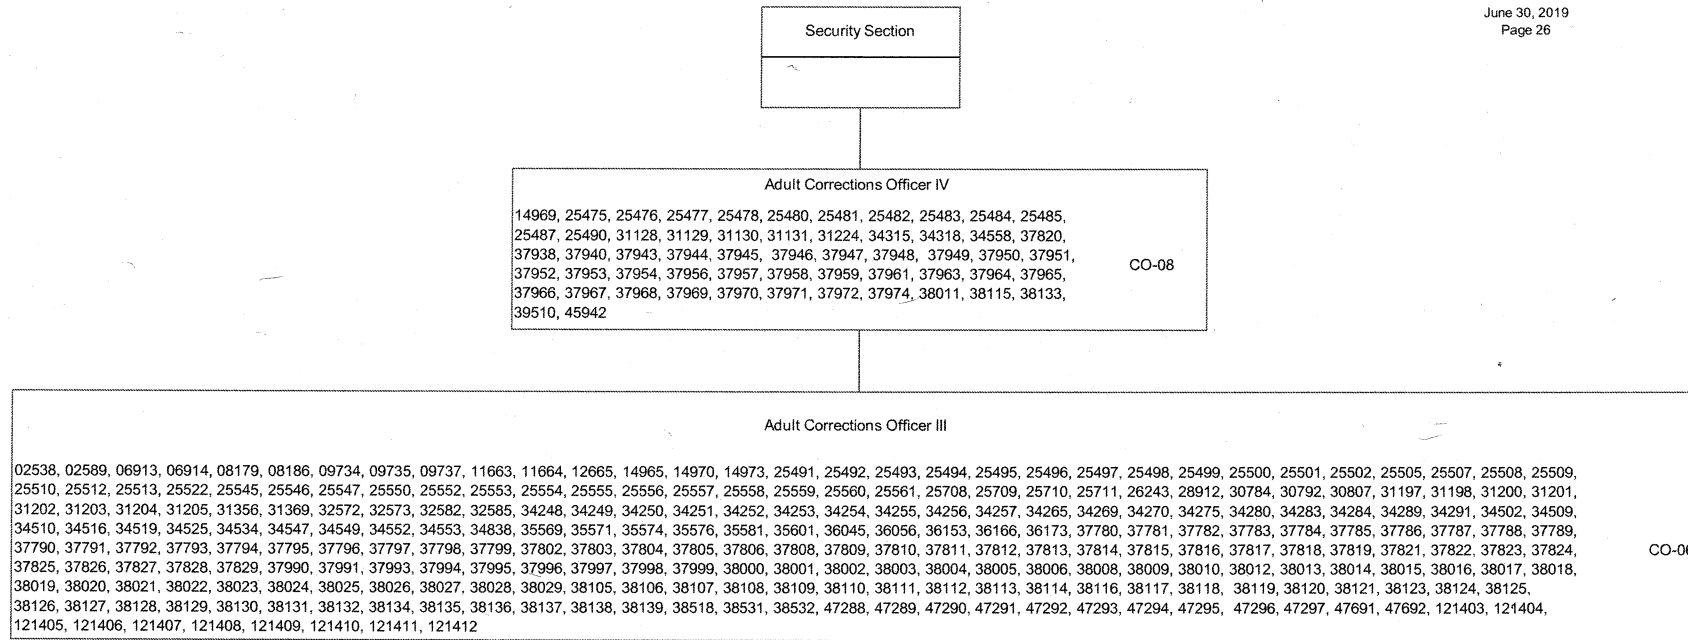 June 30, 2019
Page 26
Security Section
Adult Corrections Officer IV
14969, 25475, 25476, 25477, 25478, 25480, 25481, 25482, 25483, 25484, 25485,
25487, 25490, 31128, 31129, 31130, 31131, 31224, 34315, 34318, 34558, 37820,
37938, 37940, 37943, 37944, 37945, 37946, 37947, 37948, 37949, 37950, 37951,
37952, 37953, 37954, 37956, 37957, 37958, 37959, 37961, 37963, 37964, 37965,
37966, 37967, 37968, 37969, 37970, 37971, 37972, 37974, 38011, 38115, 38133,
39510, 45942
CO-08
Adult Corrections Officer III
02538, 02589, 06913, 06914, 08179, 08186, 09734, 09735, 09737, 11663, 11664, 12665, 14965, 14970, 14973, 25491, 25492, 25493, 25494, 25495, 25496, 25497, 25498, 25499, 25500, 25501, 25502, 25505, 25507, 25508, 25509,
25510, 25512, 25513, 25522, 25545, 25546, 25547, 25550, 25552, 25553, 25554, 25555, 25556, 25557, 25558, 25559, 25560, 25561, 25708, 25709, 25710, 25711, 26243, 28912, 30784, 30792, 30807, 31197, 31198, 31200, 31201,
31202, 31203, 31204, 31205, 31356, 31369, 32572, 32573, 32582, 32585, 34248, 34249, 34250, 34251, 34252, 34253, 34254, 34255, 34256, 34257, 34265, 34269, 34270, 34275, 34280, 34283, 34284, 34289, 34291, 34502, 34509,
34510, 34516, 34519, 34525, 34534, 34547, 34549, 34552, 34553, 34838, 35569, 35571, 35574, 35576, 35581, 35601, 36045, 36056, 36153, 36166, 36173, 37780, 37781, 37782, 37783, 37784, 37785, 37786, 37787, 37788, 37789,
37790, 37791, 37792, 37793, 37794, 37795, 37796, 37797, 37798, 37799, 37802, 37803, 37804, 37805, 37806, 37808, 37809, 37810, 37811, 37812, 37813, 37814, 37815, 37816, 37817, 37818, 37819, 37821, 37822, 37823, 37824,
37825, 37826, 37827, 37828, 37829, 37990, 37991, 37993, 37994, 37995, 37996, 37997, 37998, 37999, 38000, 38001, 38002, 38003, 38004, 38005, 38006, 38008, 38009, 38010, 38012, 38013, 38014, 38015, 38016, 38017, 38018,
38019, 38020, 38021, 38022, 38023, 38024, 38025, 38026, 38027, 38028, 38029, 38105, 38106, 38107, 38108, 38109, 38110, 38111, 38112, 38113, 38114, 38116, 38117, 38118, 38119, 38120, 38121, 38123, 38124, 38125,
38126, 38127, 38128, 38129, 38130, 38131, 38132, 38134, 38135, 38136, 38137, 38138, 38139, 38518, 38531, 38532, 47288, 47289, 47290, 47291, 47292, 47293, 47294, 47295, 47296, 47297, 47691, 47692, 121403, 121404,
121405, 121406, 121407, 121408, 121409, 121410, 121411, 121412